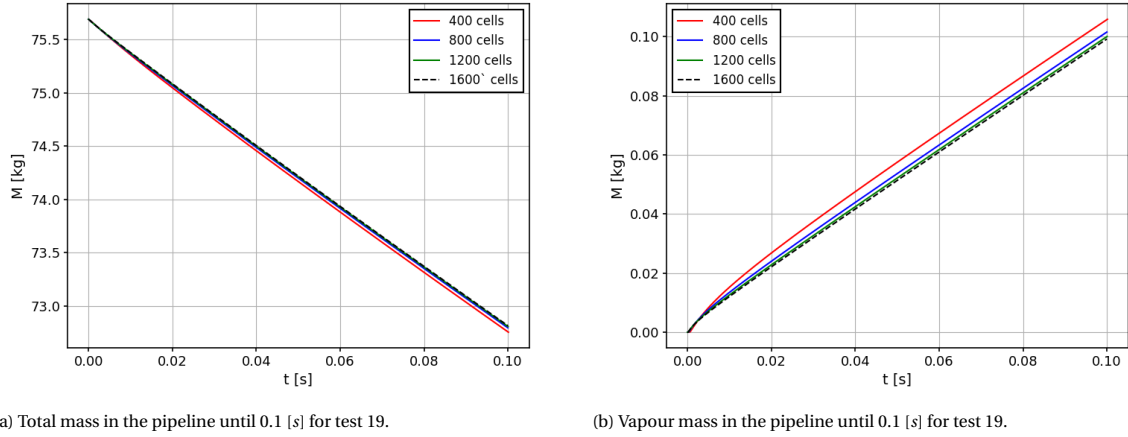 75.5
75.0
74.5
74.0
73.5
73.0
M [kg]
0.00 0.02 0.04 0.06 0.08 0.10
t [s]
400 cells
800 cells
1200 cells
1600` cells
a) Total mass in the pipeline until 0.1 [s] for test 19.
0.10
0.08
0.06
0.04
0.02
0.00
M [kg]
0.00 0.02 0.04 0.06 0.08 0.10
t [s]
400 cells
800 cells
1200 cells
1600 cells
(b) Vapour mass in the pipeline until 0.1 [s] for test 19.